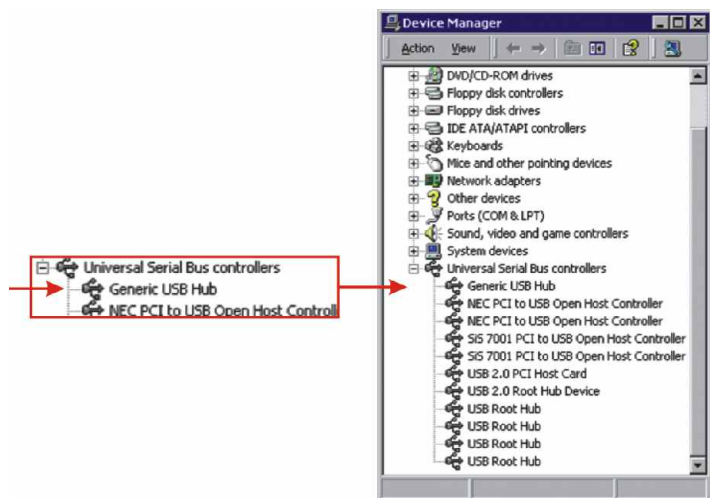 Universal Serial Bus controllers
Generic USB Hub
NEC PCI to USB Open Host Controll
Device Manager
Action View
DVD/CD-ROM drives
Floppy disk controllers
Floppy disk drives
IDE ATA/ATAPI controllers
Keyboards
Mice and other pointing devices
Network adapters
Other devices
Ports (COM & LPT)
Sound, video and game controllers
System devices
Universal Serial Bus controllers
Generic USB Hub
NEC PCI to USB Open Host Controller
NEC PCI to USB Open Host Controller
SiS 7001 PCI to USB Open Host Controller
SiS 7001 PCI to USB Open Host Controller
USB 2.0 PCI Host Card
USB 2.0 Root Hub Device
USB Root Hub
USB Root Hub
USB Root Hub
USB Root Hub